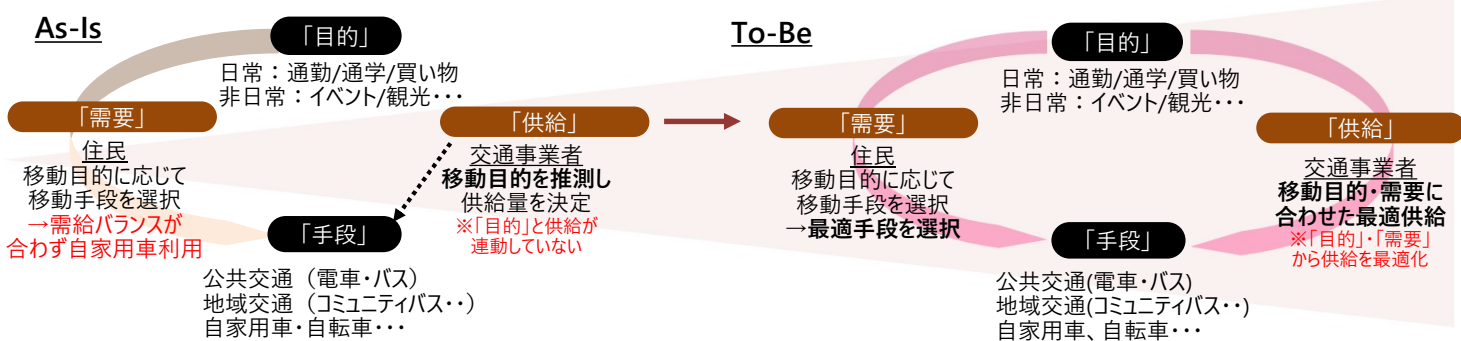 As-Is
「目的」
日常：通勤/通学/買い物
非日常：イベント/観光・・・
「需要」
住民
移動目的に応じて
移動手段を選択
→需給バランスが
合わず自家用車利用
「供給」
交通事業者
移動目的を推測し
供給量を決定
※「目的」と供給が
連動していない
「手段」
公共交通（電車・バス）
地域交通（コミュニティバス・・）
自家用車・自転車・・・
To-Be
「目的」
日常：通勤/通学/買い物
非日常：イベント/観光・・・
「需要」
住民
移動目的に応じて
移動手段を選択
→最適手段を選択
「供給」
交通事業者
移動目的・需要に
合わせた最適供給
※「目的」・「需要」
から供給を最適化
「手段」
公共交通(電車・バス)
地域交通(コミュニティバス・・)
自家用車、自転車・・・